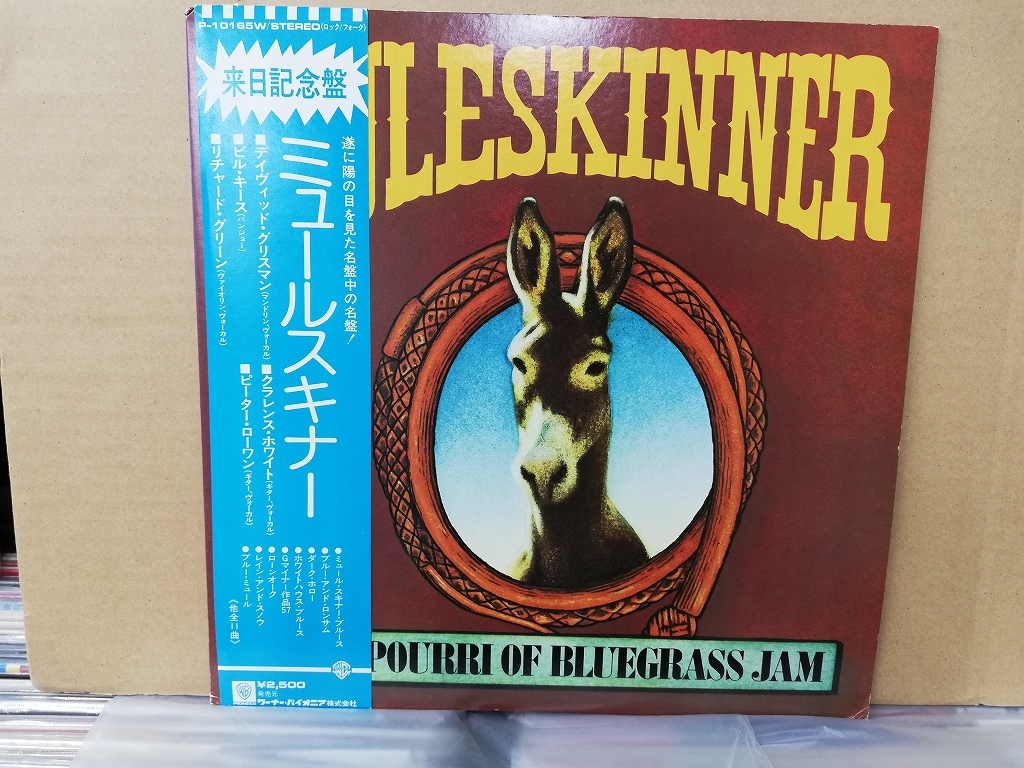 P-10165W/STEREO(ロック/フォーク)
来日記念盤
遂に陽の目を見た名盤中の名盤!
ミュールスキナー
■デイヴィッド・グリスマン(マンドリン、ヴォーカル)
■ビル・キース(バンジョー)
■リチャード・グリーン(ヴァイオリン、ヴォーカル)
■クラレンス・ホワイト(ギター、ヴォーカル)
■ピーター・ローワン(ギター、ヴォーカル)
●ミュール・スキナー・ブルース
●ブルー・アンド・ロンサム
●ダーク・ホロー
●ホワイトハウス・ブルース
●Gマイナー作品57
●ローンオーク
●レイン・アンド・スノウ
●ブルー・ミュール
《他全11曲》
¥2,500
発売元
ワーナー・パイオニア株式会社
ULESKINNER
POURRI OF BLUEGRASS JAM